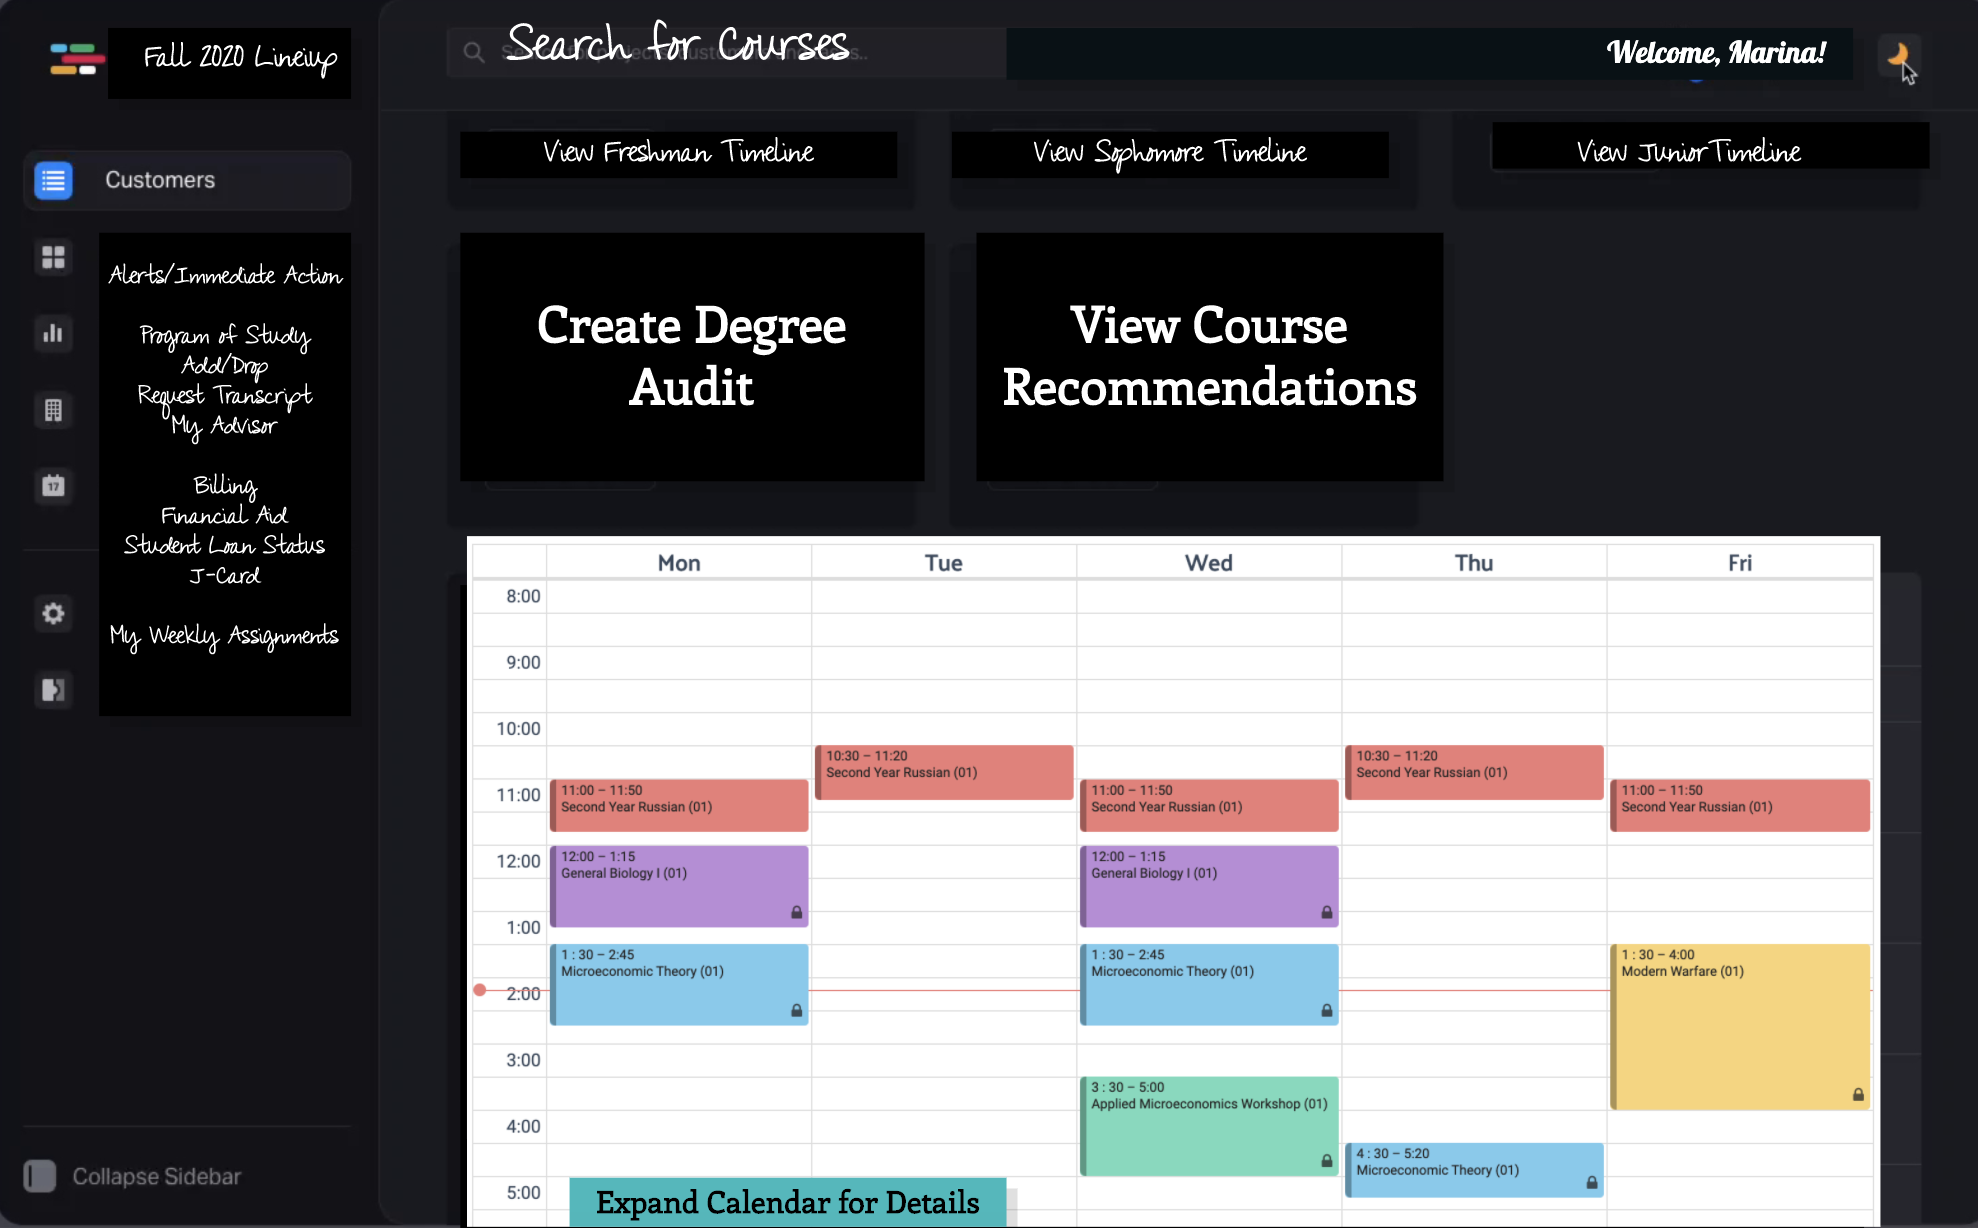 Fall 2020 Lineup
Search for Courses
Welcome, Marina!
Customers
Alerts/Immediate Action
Program of Study
Add/Drop
Request Transcript
My Advisor
Billing
Financial Aid
Student Loan Status
J-Card
My Weekly Assignments
Collapse Sidebar
View Freshman Timeline
View Sophomore Timeline
View Junior Timeline
Create Degree
Audit
View Course
Recommendations
Mon Tue Wed Thu Fri
8:00
9:00
10:00
10:30 – 11:20
Second Year Russian (01)
10:30 – 11:20
Second Year Russian (01)
11:00
11:00 – 11:50
Second Year Russian (01)
11:00 – 11:50
Second Year Russian (01)
11:00 – 11:50
Second Year Russian (01)
12:00
12:00 – 1:15
General Biology I (01)
12:00 – 1:15
General Biology I (01)
1:00
1 : 30 – 2:45
Microeconomic Theory (01)
1 : 30 – 2:45
Microeconomic Theory (01)
1 : 30 – 4:00
Modern Warfare (01)
2:00
3:00
3 : 30 – 5:00
Applied Microeconomics Workshop (01)
4:00
4 : 30 – 5:20
Microeconomic Theory (01)
5:00
Expand Calendar for Details
17